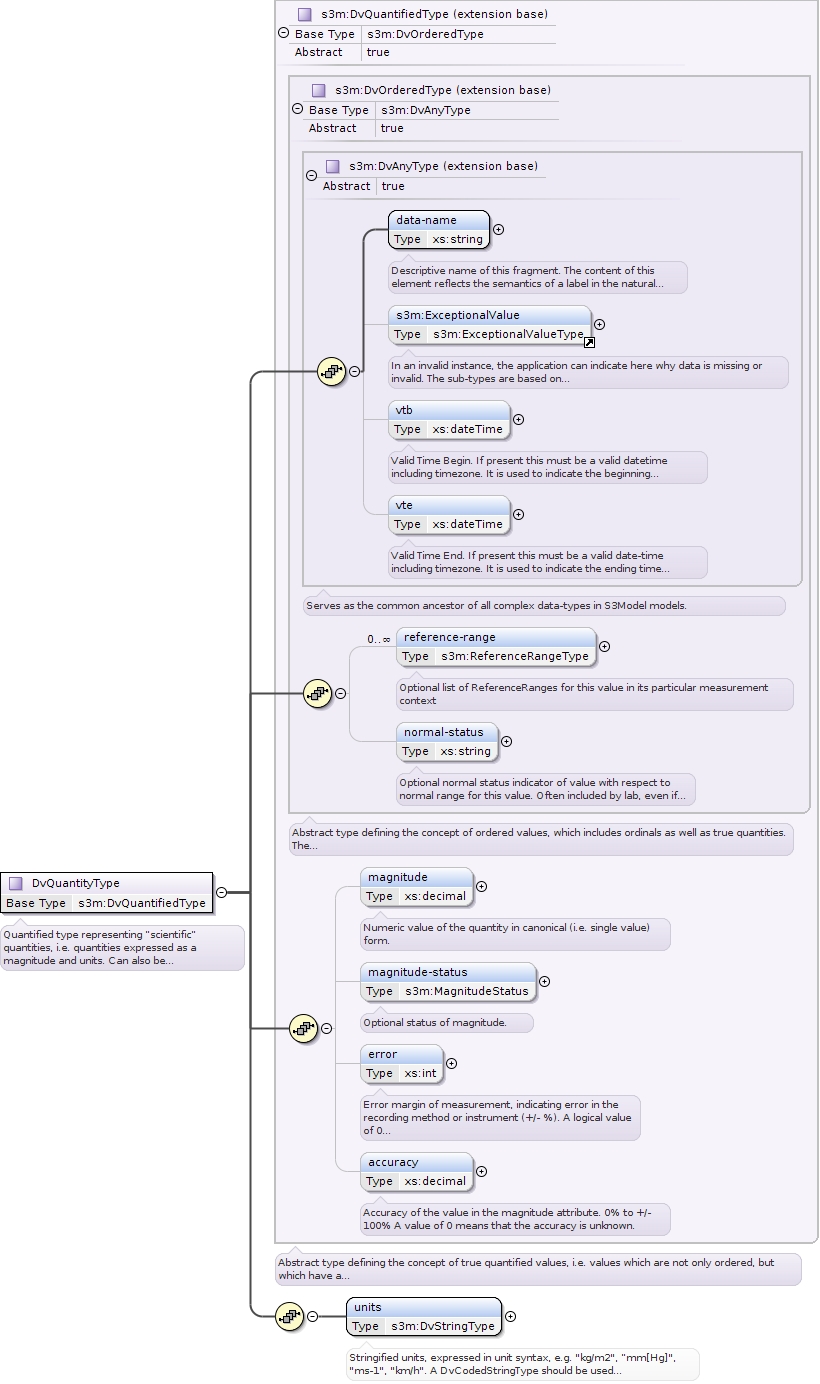 s3m:DvQuantifiedType (extension base)
Base Type s3m:DvOrderedType
Abstract true
s3m:DvOrderedType (extension base)
Base Type s3m:DvAnyType
Abstract true
s3m:DvAnyType (extension base)
Abstract true
data-name
Type xs:string
Descriptive name of this fragment. The content of this
element reflects the semantics of a label in the natural...
s3m:ExceptionalValue
Type s3m:ExceptionalValueType
In an invalid instance, the application can indicate here why data is missing or
invalid. The sub-types are based on...
vtb
Type xs:dateTime
Valid Time Begin. If present this must be a valid datetime
including timezone. It is used to indicate the beginning...
vte
Type xs:dateTime
Valid Time End. If present this must be a valid date-time
including timezone. It is used to indicate the ending time...
Serves as the common ancestor of all complex data-types in S3Model models.
0..∞
reference-range
Type s3m:ReferenceRangeType
Optional list of ReferenceRanges for this value in its particular measurement
context
normal-status
Type xs:string
Optional normal status indicator of value with respect to
normal range for this value. Often included by lab, even if...
Abstract type defining the concept of ordered values, which includes ordinals as well as true quantities.
The...
DvQuantityType
Base Type s3m:DvQuantifiedType
Quantified type representing "scientific"
quantities, i.e. quantities expressed as a
magnitude and units. Can also be...
magnitude
Type xs:decimal
Numeric value of the quantity in canonical (i.e. single value)
form.
magnitude-status
Type s3m:MagnitudeStatus
Optional status of magnitude.
error
Type xs:int
Error margin of measurement, indicating error in the
recording method or instrument (+/- %). A logical value
of 0...
accuracy
Type xs:decimal
Accuracy of the value in the magnitude attribute. 0% to +/-
100% A value of 0 means that the accuracy is unknown.
Abstract type defining the concept of true quantified values, i.e. values which are not only ordered, but
which have a...
units
Type s3m:DvStringType
Stringified units, expressed in unit syntax, e.g. "kg/m2", "mm[Hg]",
"ms-1", "km/h". A DvCodedStringType should be used...